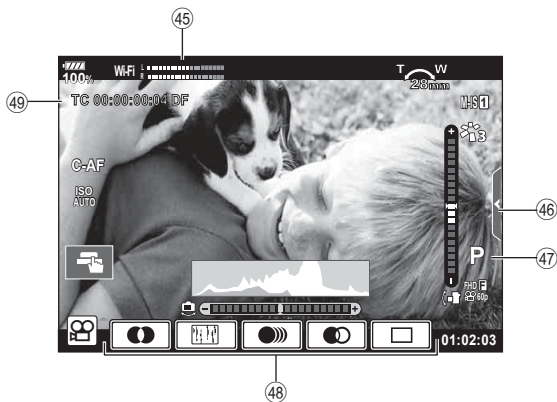 45
100%
Wi-Fi
L
R
T W
28mm
49
TC 00:00:00:04 DF
M-IS 1
3
C-AF
ISO
AUTO
46
P
47
FHD F
60p
01:02:03
48